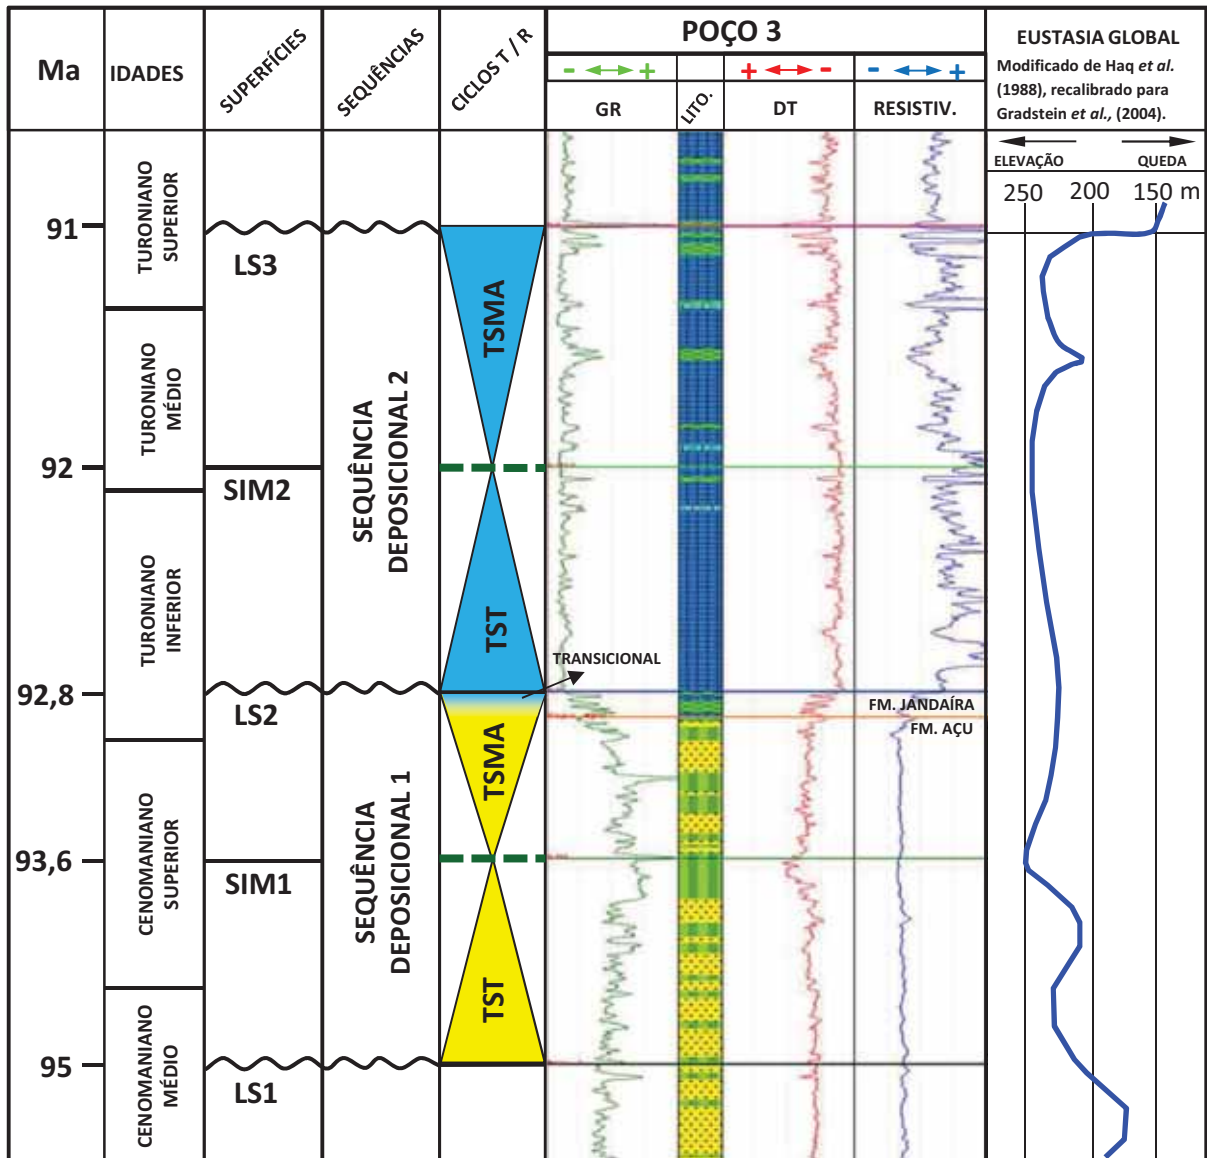 Ma
IDADES
SUPERFÍCIES
SEQUÊNCIAS
CICLOS T / R
POÇO 3
- +
+ -
- +
GR
LITO.
DT
RESISTIV.
EUSTASIA GLOBAL
Modificado de Haq et al.
(1988), recalibrado para
Gradstein et al., (2004).
ELEVAÇÃO
QUEDA
250 200 150 m
91
92
92,8
93,6
95
TURONIANO
SUPERIOR
TURONIANO
MÉDIO
TURONIANO
INFERIOR
CENOMANIANO
SUPERIOR
CENOMANIANO
MÉDIO
LS3
SIM2
LS2
SIM1
LS1
SEQUÊNCIA
DEPOSICIONAL 2
SEQUÊNCIA
DEPOSICIONAL 1
TSMA
TST
TSMA
TST
TRANSICIONAL
FM. JANDAÍRA
FM. AÇU